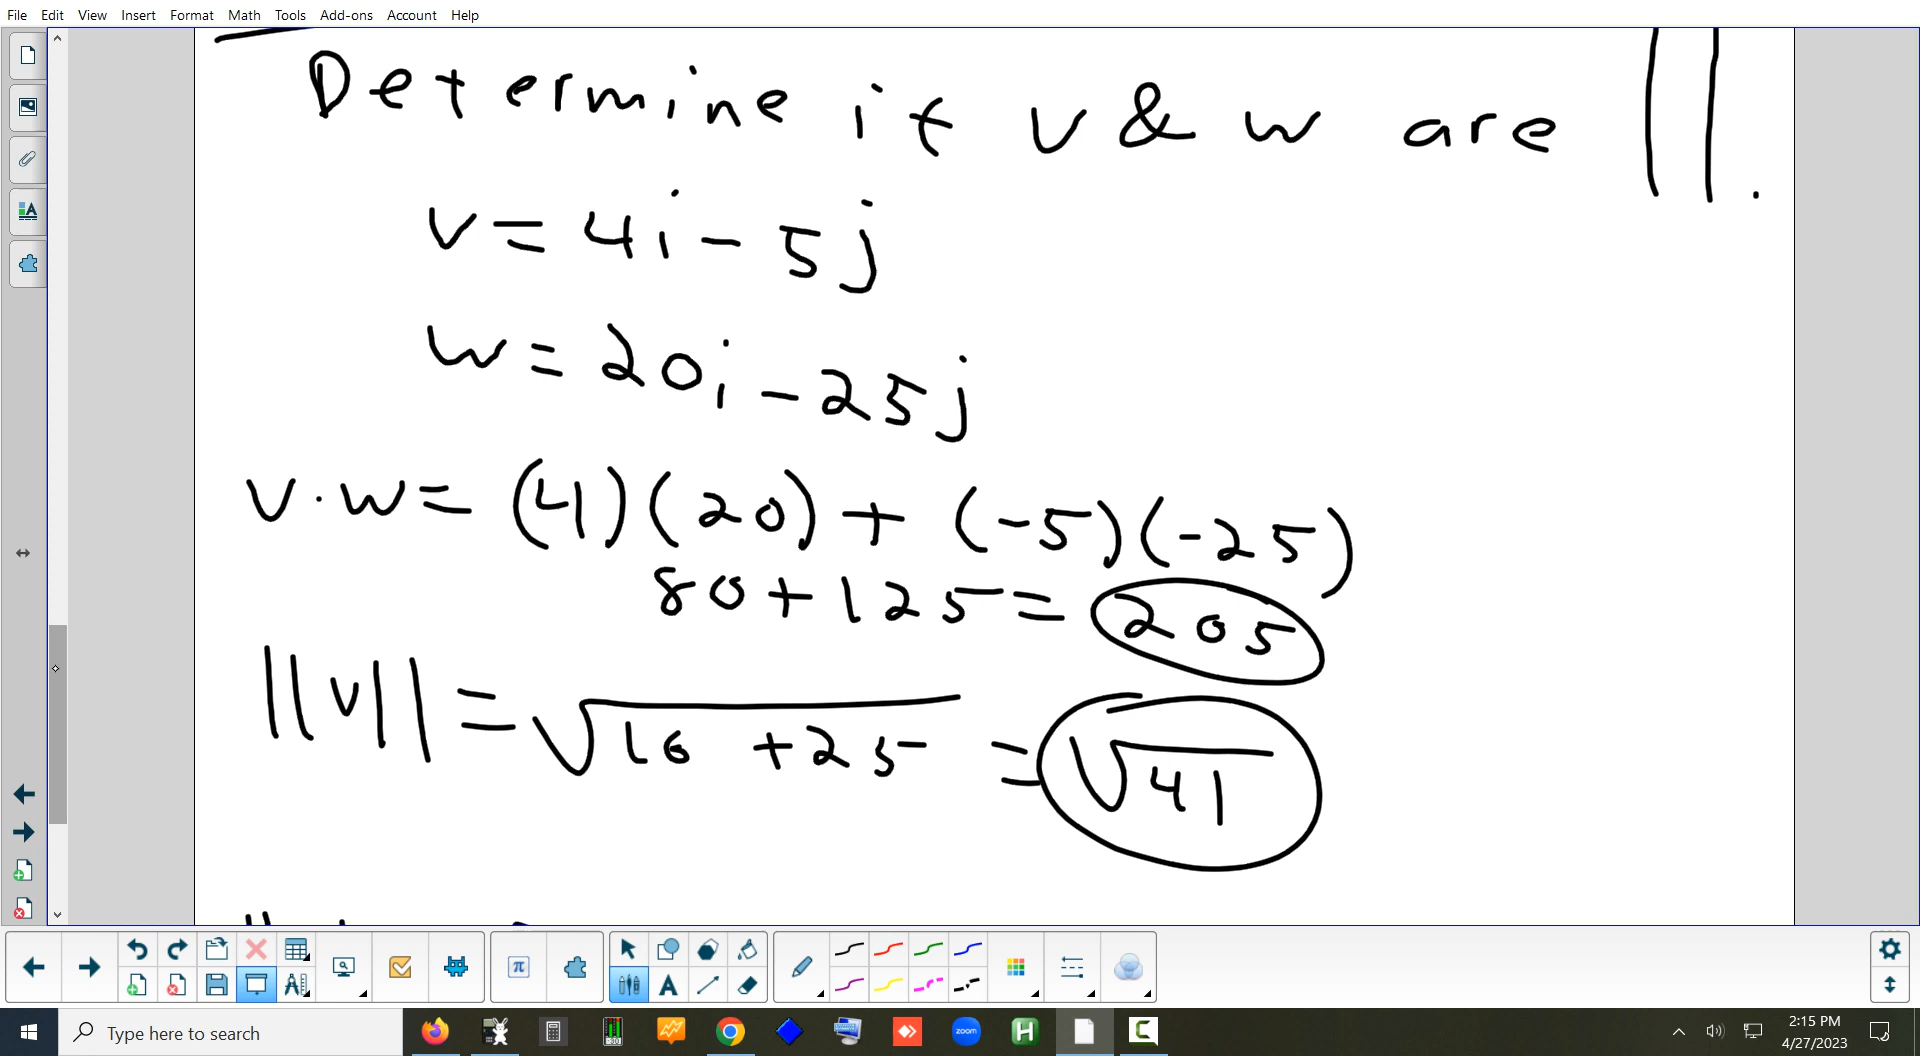 File Edit View Insert Format Math Tools Add-ons Account Help
Determine if v & w are ||.
v = 4i - 5j
w = 20i - 25j
v · w = (4)(20) + (-5)(-25)
80 + 125 = 205
||v|| = √16 + 25 = √41
π
A
Type here to search
zoom
H
C
2:15 PM
4/27/2023